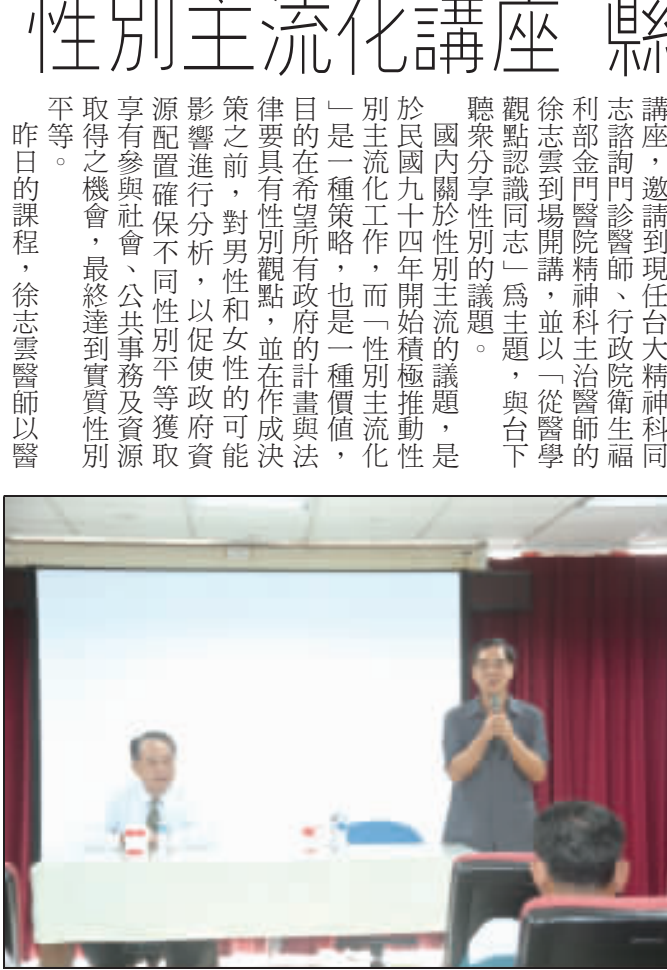 性別主流化講座 縣
講座，邀請到現任台大精神科同
志諮詢門診醫師、行政院衛生福
利部金門醫院精神科主治醫師的
徐志雲到場開講，並以「從醫學
觀點認識同志」為主題，與台下
聽衆分享性別的議題。
國內關於性別主流的議題，是
於民國九十四年開始積極推動性
別主流化工作，而「性別主流化
」是一種策略，也是一種價值，
目的在希望所有政府的計畫與法
律要具有性別觀點，並在作成決
策之前，對男性和女性的可能
影響進行分析，以促使政府資
源配置確保不同性別平等獲取
享有參與社會、公共事務及資源
取得之機會，最終達到實質性別
平等。
昨日的課程，徐志雲醫師以醫